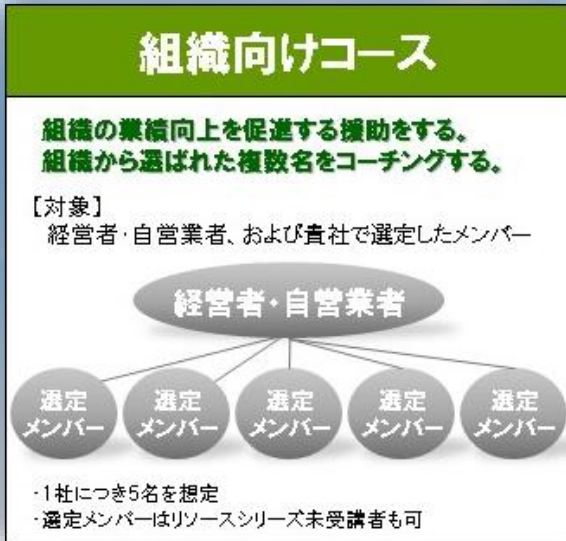 組織向けコース
組織の業績向上を促進する援助をする。
組織から選ばれた複数名をコーチングする。
【対象】
経営者・自営業者、および貴社で選定したメンバー
経営者・自営業者
選定
メンバー
選定
メンバー
選定
メンバー
選定
メンバー
選定
メンバー
・1社につき5名を想定
・選定メンバーはリソースシリーズ未受講者も可